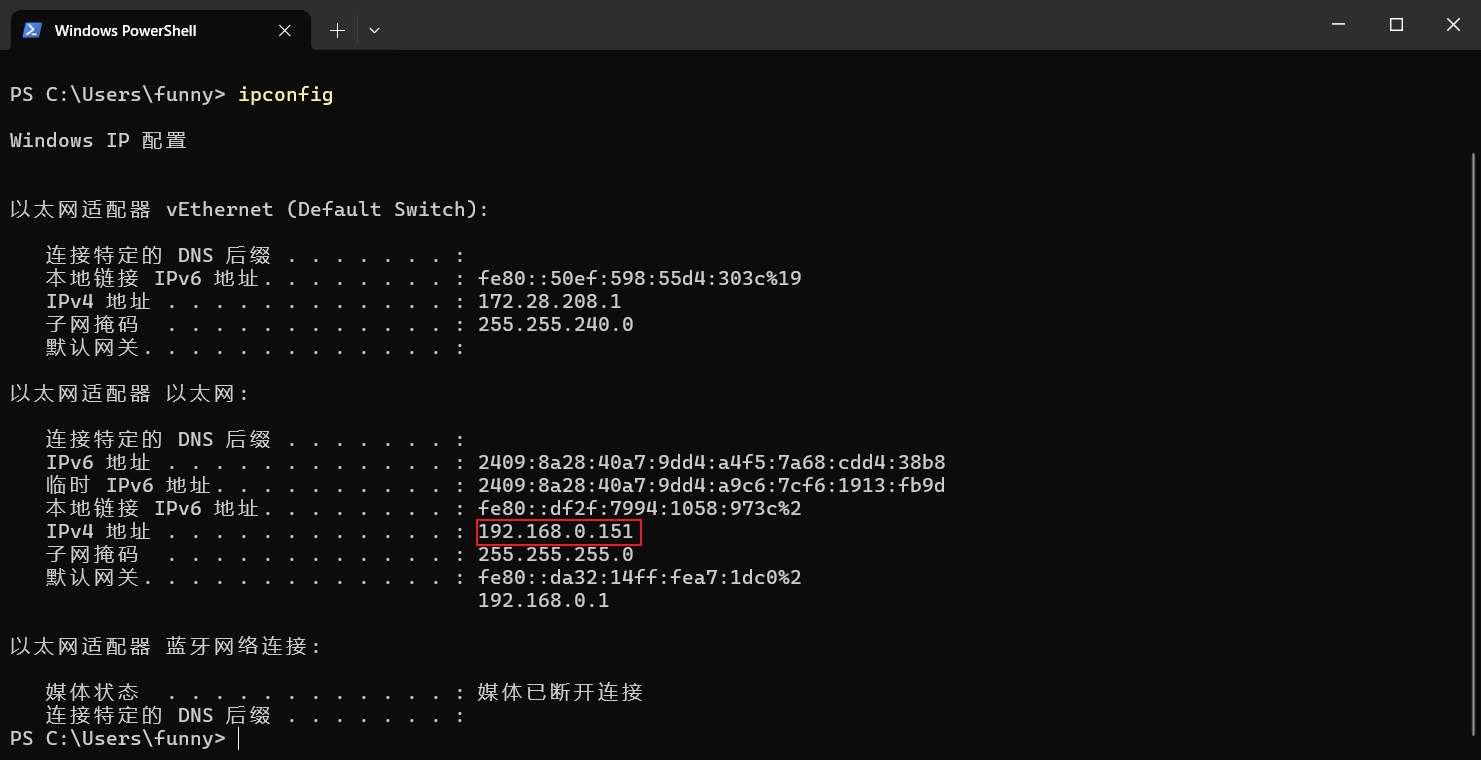 Windows PowerShell
PS C:\Users\funny> ipconfig
Windows IP 配置
以太网适配器 vEthernet (Default Switch):
连接特定的 DNS 后缀 . . . . . . . :
本地链接 IPv6 地址. . . . . . . . : fe80::50ef:598:55d4:303c%19
IPv4 地址 . . . . . . . . . . . . : 172.28.208.1
子网掩码  . . . . . . . . . . . . : 255.255.240.0
默认网关. . . . . . . . . . . . . :
以太网适配器 以太网:
连接特定的 DNS 后缀 . . . . . . . :
IPv6 地址 . . . . . . . . . . . . : 2409:8a28:40a7:9dd4:a4f5:7a68:cdd4:38b8
临时 IPv6 地址. . . . . . . . . . : 2409:8a28:40a7:9dd4:a9c6:7cf6:1913:fb9d
本地链接 IPv6 地址. . . . . . . . : fe80::df2f:7994:1058:973c%2
IPv4 地址 . . . . . . . . . . . . : 192.168.0.151
子网掩码  . . . . . . . . . . . . : 255.255.255.0
默认网关. . . . . . . . . . . . . : fe80::da32:14ff:fea7:1dc0%2
192.168.0.1
以太网适配器 蓝牙网络连接:
媒体状态  . . . . . . . . . . . . : 媒体已断开连接
连接特定的 DNS 后缀 . . . . . . . :
PS C:\Users\funny>